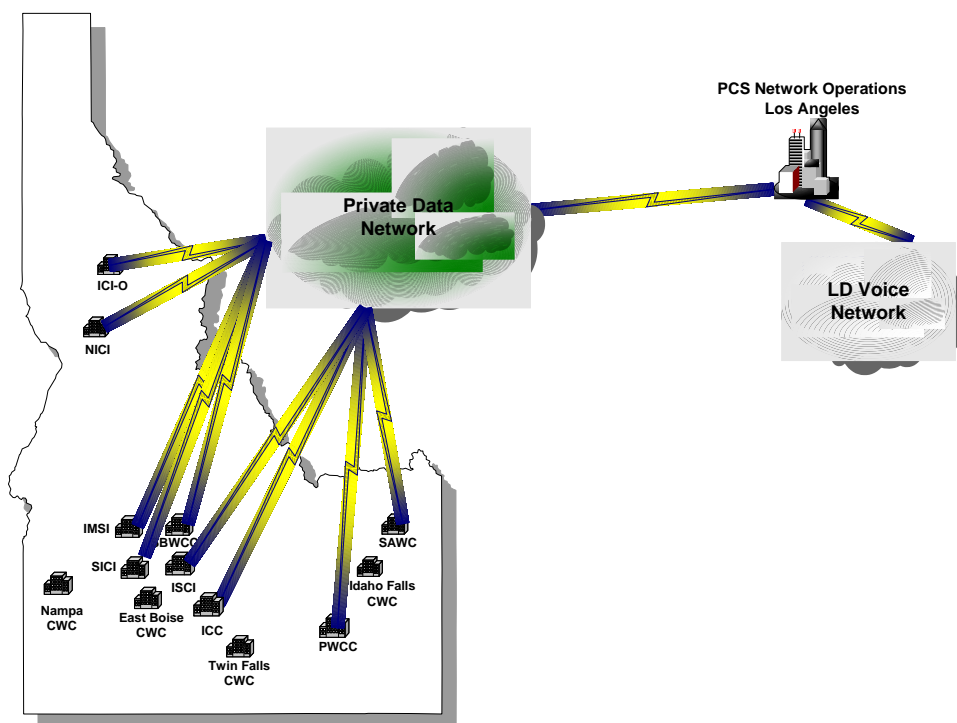 PCS Network Operations
Los Angeles
Private Data
Network
LD Voice
Network
ICI-O
NICI
IMSI
SBWCC
SAWC
SICI
ISCI
Idaho Falls
CWC
Nampa
CWC
East Boise
CWC
ICC
PWCC
Twin Falls
CWC